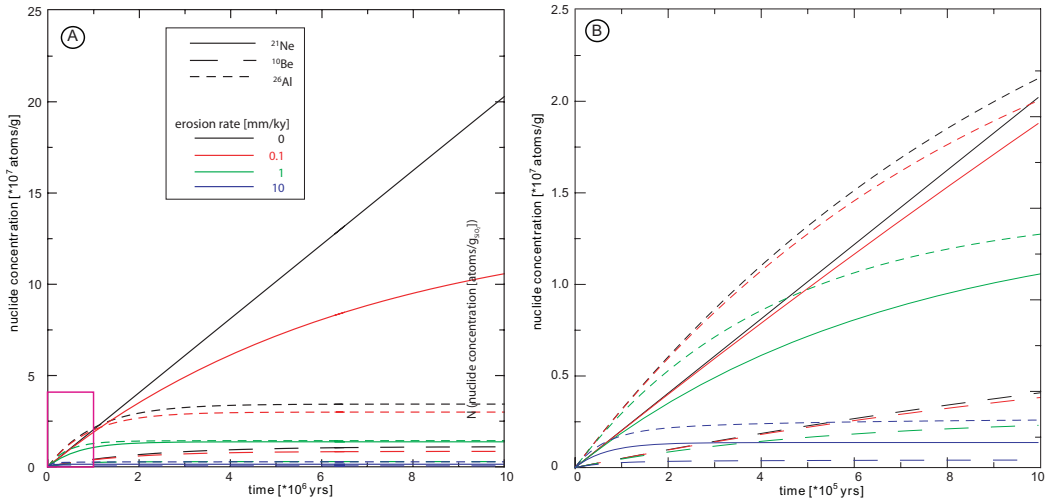 A
nuclide concentration [*10⁷ atoms/g]
25
20
15
10
5
0
²¹Ne
¹⁰Be
²⁶Al
erosion rate [mm/ky]
0
0.1
1
10
N (nuclide concentration [atoms/g_SiO₂])
0
2
4
6
8
10
time [*10⁶ yrs]
B
nuclide concentration [*10⁷ atoms/g]
2.5
2.0
1.5
1.0
0.5
0
0
2
4
6
8
10
time [*10⁵ yrs]